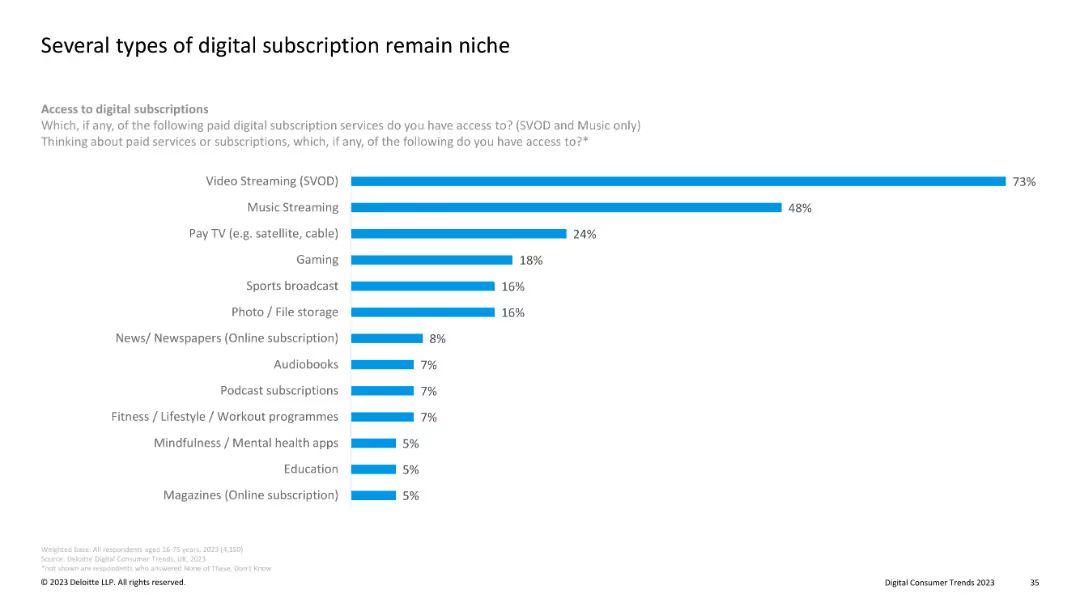 Several types of digital subscription remain niche
Access to digital subscriptions
Which, if any, of the following paid digital subscription services do you have access to? (SVOD and Music only)
Thinking about paid services or subscriptions, which, if any, of the following do you have access to?*
Video Streaming (SVOD) 73%
Music Streaming 48%
Pay TV (e.g. satellite, cable) 24%
Gaming 18%
Sports broadcast 16%
Photo / File storage 16%
News/ Newspapers (Online subscription) 8%
Audiobooks 7%
Podcast subscriptions 7%
Fitness / Lifestyle / Workout programmes 7%
Mindfulness / Mental health apps 5%
Education 5%
Magazines (Online subscription) 5%
Weighted base: All respondents aged 16-75 years, 2023 (4,150)
Source: Deloitte Digital Consumer Trends, UK, 2023
*not shown are respondents who answered None of These, Don't Know
© 2023 Deloitte LLP. All rights reserved.
Digital Consumer Trends 2023 35